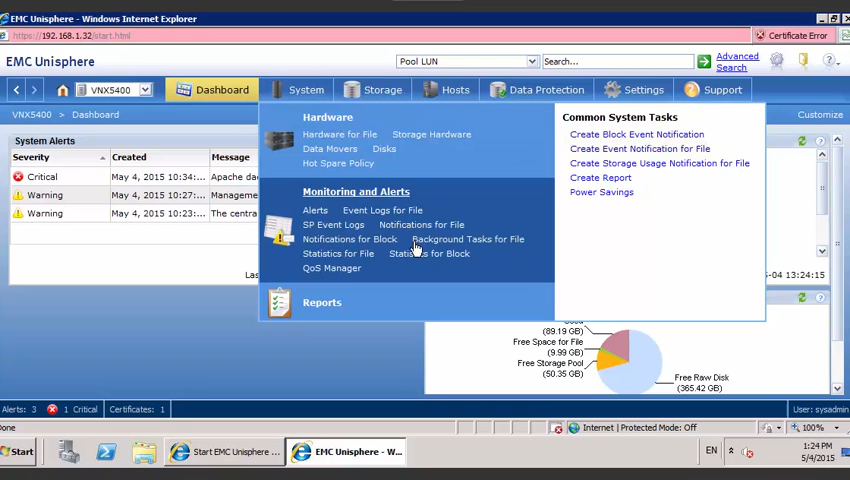 EMC Unisphere - Windows Internet Explorer
https://192.168.1.32/start.html
Certificate Error
EMC Unisphere
Pool LUN
Search...
Advanced Search
VNX5400
Dashboard
System
Storage
Hosts
Data Protection
Settings
Support
VNX5400 > Dashboard
Customize
System Alerts
Severity Created Message
Critical May 4, 2015 10:34:... Apache da
Warning May 4, 2015 10:27:... Manageme
Warning May 4, 2015 10:23:... The centra
Hardware
Hardware for File Storage Hardware
Data Movers Disks
Hot Spare Policy
Monitoring and Alerts
Alerts Event Logs for File
SP Event Logs Notifications for File
Notifications for Block Background Tasks for File
Statistics for File Statistics for Block
QoS Manager
Reports
Common System Tasks
Create Block Event Notification
Create Event Notification for File
Create Storage Usage Notification for File
Create Report
Power Savings
-04 13:24:15
(89.19 GB)
Free Space for File
(9.99 GB)
Free Storage Pool
(50.35 GB)
Free Raw Disk
(365.42 GB)
Alerts: 3 1 Critical Certificates: 1
User: sysadmin
Done
Internet | Protected Mode: Off
100%
Start
Start EMC Unisphere ...
EMC Unisphere - W...
EN
1:24 PM
5/4/2015